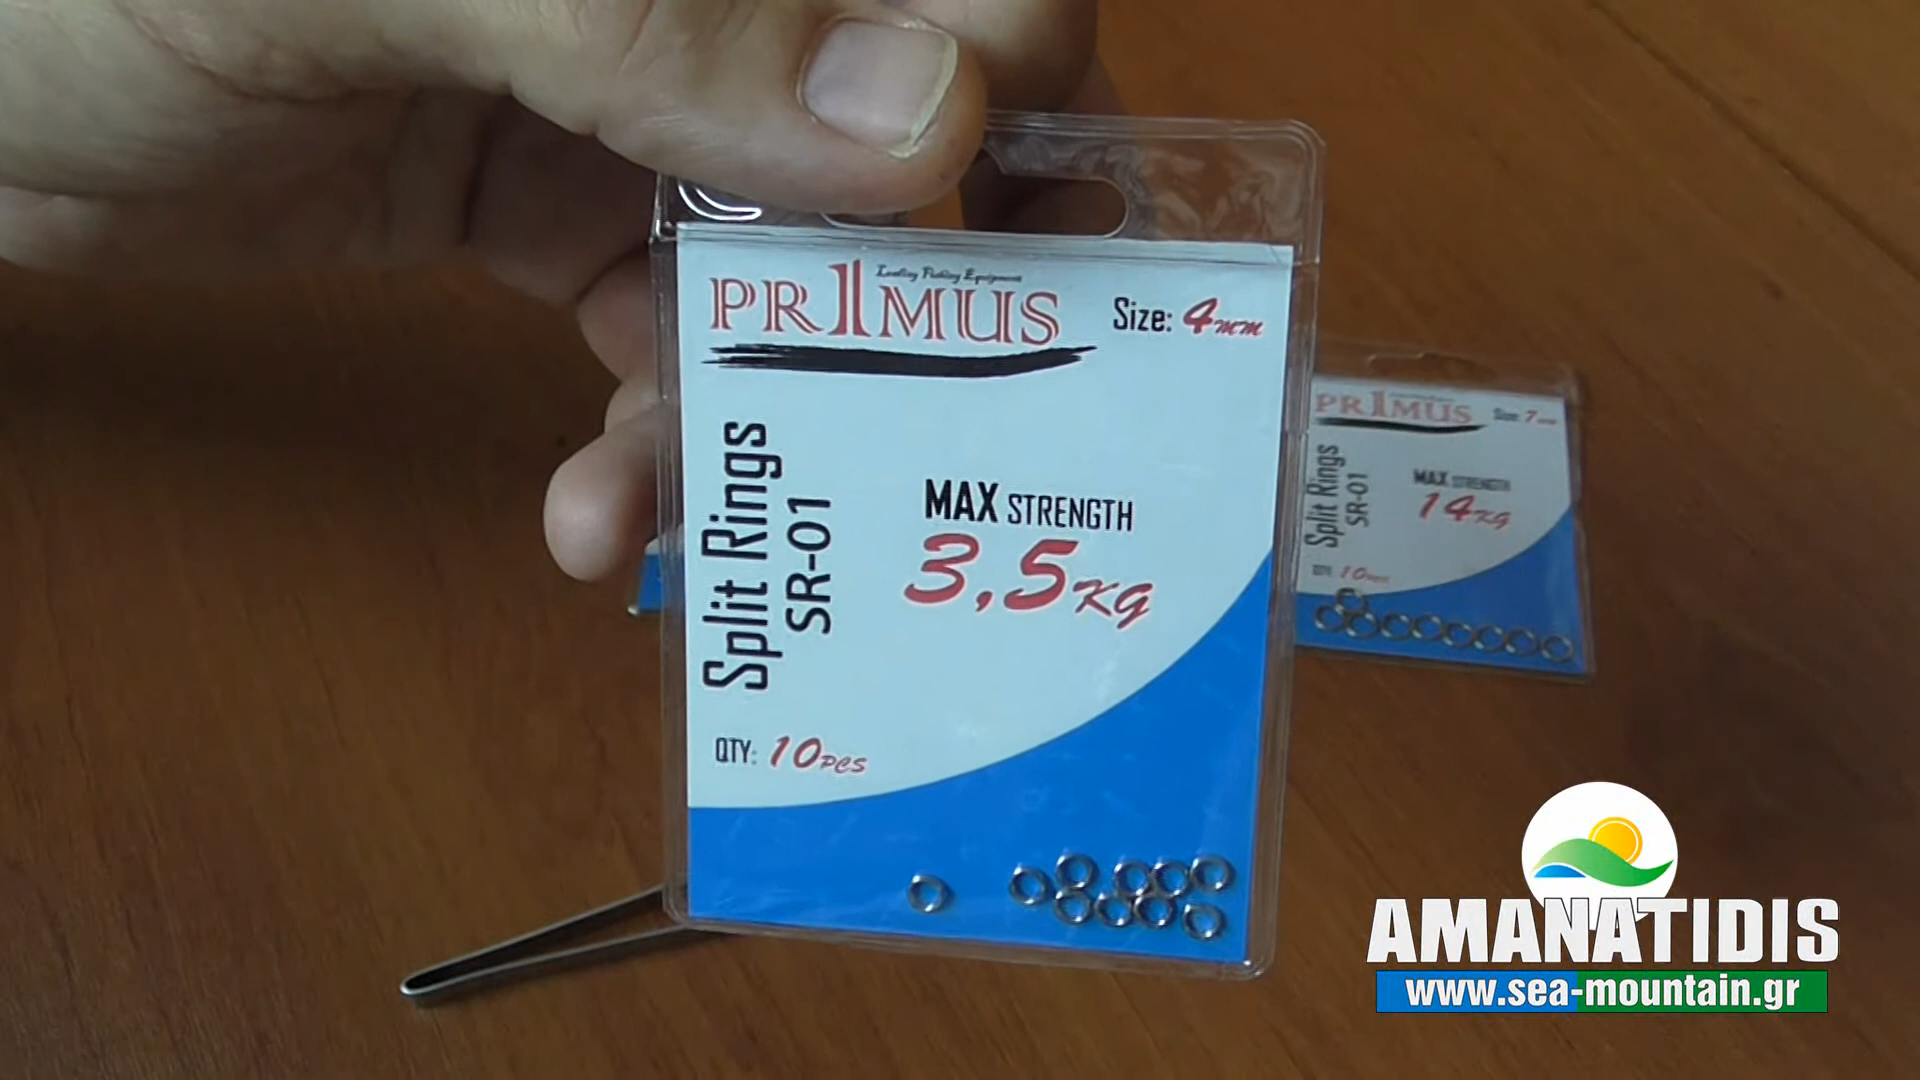 Leading Fishing Equipment
PR1MUS
Size: 4mm
Split Rings
SR-01
MAX STRENGTH
3,5KG
QTY: 10PCS
PR1MUS
Size: 7mm
Split Rings
SR-01
MAX STRENGTH
14KG
QTY: 10PCS
AMANATIDIS
www.sea-mountain.gr